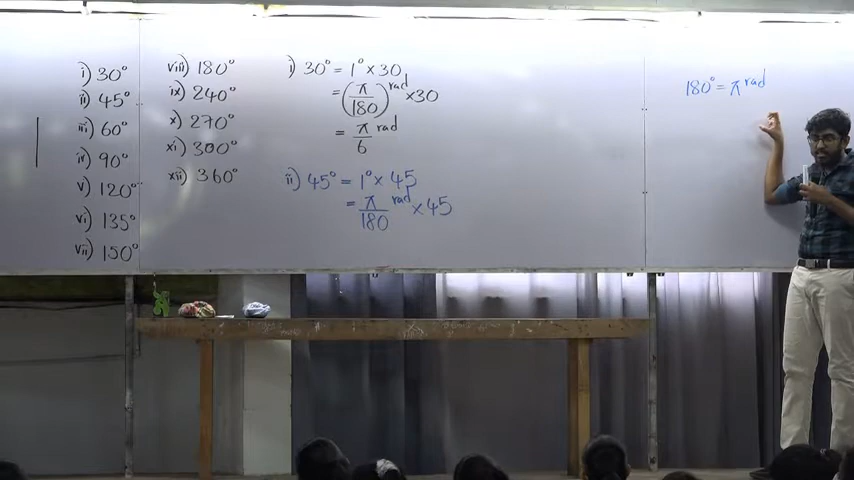 i) 30°
ii) 45°
iii) 60°
iv) 90°
v) 120°
vi) 135°
vii) 150°
viii) 180°
ix) 240°
x) 270°
xi) 300°
xii) 360°
i) 30° = 1° × 30
= (π/180)^rad × 30
= π/6 rad
ii) 45° = 1° × 45
= π/180 rad × 45
180° = π rad